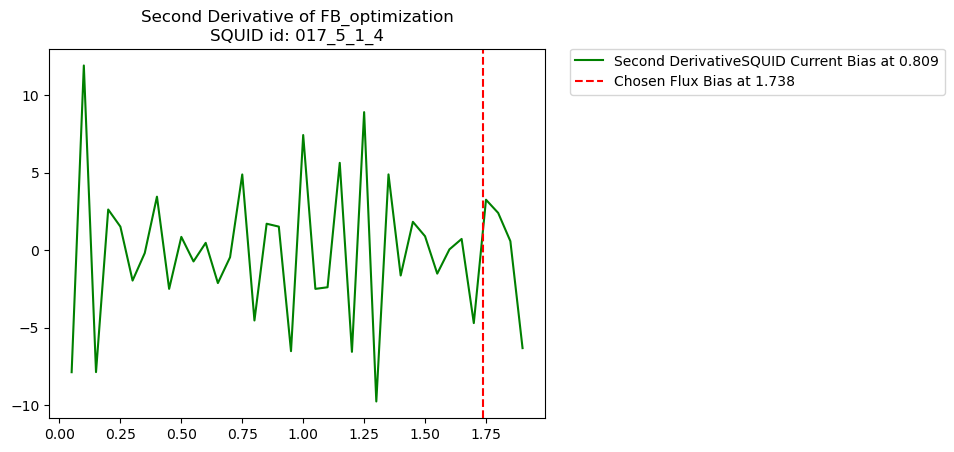 Second Derivative of FB_optimization
SQUID id: 017_5_1_4
Second DerivativeSQUID Current Bias at 0.809
Chosen Flux Bias at 1.738
10
5
0
−5
−10
0.00 0.25 0.50 0.75 1.00 1.25 1.50 1.75